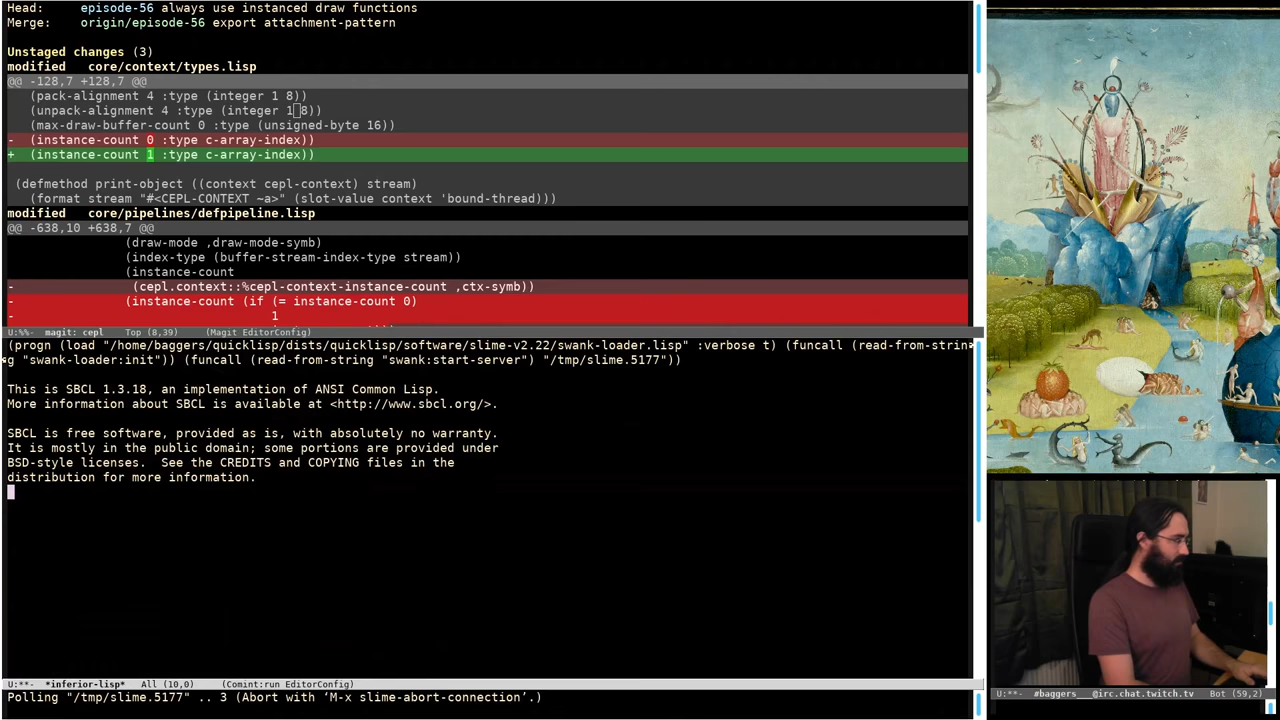 Head:     episode-56 always use instanced draw functions
Merge:    origin/episode-56 export attachment-pattern
Unstaged changes (3)
modified   core/context/types.lisp
@@ -128,7 +128,7 @@
   (pack-alignment 4 :type (integer 1 8))
   (unpack-alignment 4 :type (integer 1 8))
   (max-draw-buffer-count 0 :type (unsigned-byte 16))
-  (instance-count 0 :type c-array-index))
+  (instance-count 1 :type c-array-index))
 (defmethod print-object ((context cepl-context) stream)
   (format stream "#<CEPL-CONTEXT ~a>" (slot-value context 'bound-thread)))
modified   core/pipelines/defpipeline.lisp
@@ -638,10 +638,7 @@
                (draw-mode ,draw-mode-symb)
                (index-type (buffer-stream-index-type stream))
                (instance-count
-                (cepl.context::%cepl-context-instance-count ,ctx-symb))
-               (instance-count (if (= instance-count 0)
-                                   1
U:%%-  magit: cepl    Top (8,39)     (Magit EditorConfig)
(progn (load "/home/baggers/quicklisp/dists/quicklisp/software/slime-v2.22/swank-loader.lisp" :verbose t) (funcall (read-from-strin
g "swank-loader:init")) (funcall (read-from-string "swank:start-server") "/tmp/slime.5177"))
This is SBCL 1.3.18, an implementation of ANSI Common Lisp.
More information about SBCL is available at <http://www.sbcl.org/>.
SBCL is free software, provided as is, with absolutely no warranty.
It is mostly in the public domain; some portions are provided under
BSD-style licenses.  See the CREDITS and COPYING files in the
distribution for more information.
U:**-  *inferior-lisp*   All (10,0)     (Comint:run EditorConfig)
Polling "/tmp/slime.5177" .. 3 (Abort with ‘M-x slime-abort-connection’.)
U:**-  #baggers___@irc.chat.twitch.tv   Bot (59,2)